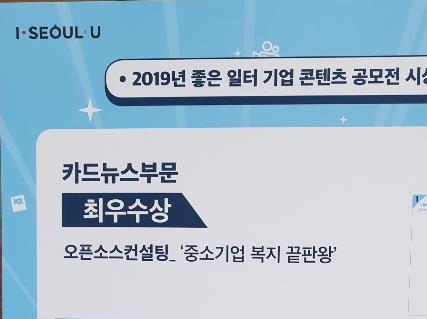 I·SEOUL·U
• 2019년 좋은 일터 기업 콘텐츠 공모전 시상
카드뉴스부문
최우수상
오픈소스컨설팅_ '중소기업 복지 끝판왕'
1